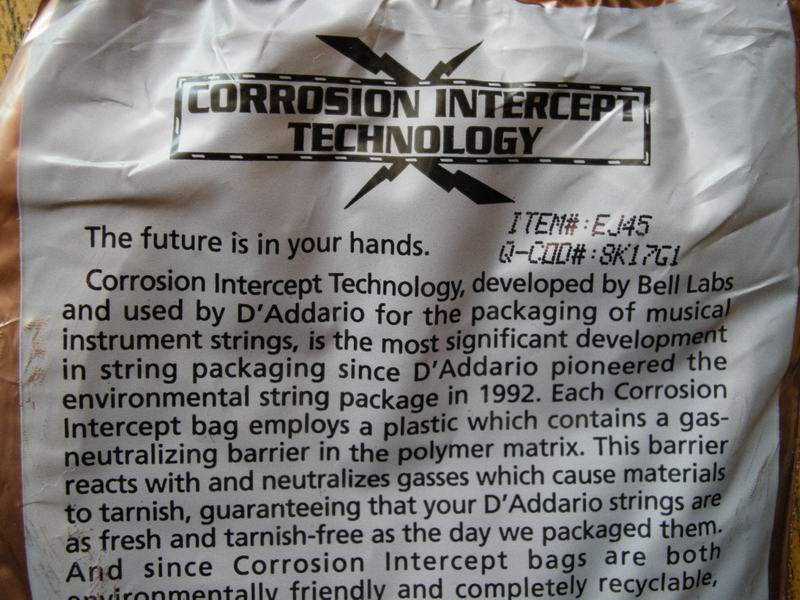 CORROSION INTERCEPT
TECHNOLOGY
ITEM#:EJ45
The future is in your hands.
Q-COD#:8K17G1
Corrosion Intercept Technology, developed by Bell Labs
and used by D'Addario for the packaging of musical
instrument strings, is the most significant development
in string packaging since D'Addario pioneered the
environmental string package in 1992. Each Corrosion
Intercept bag employs a plastic which contains a gas-
neutralizing barrier in the polymer matrix. This barrier
reacts with and neutralizes gasses which cause materials
to tarnish, guaranteeing that your D'Addario strings are
as fresh and tarnish-free as the day we packaged them.
And since Corrosion Intercept bags are both
environmentally friendly and completely recyclable,